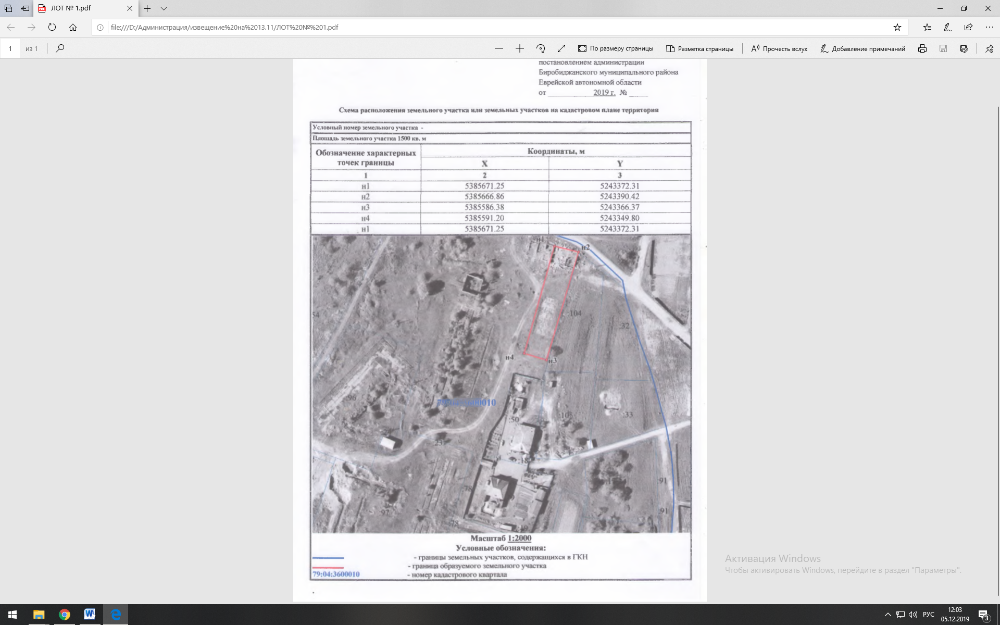 ЛОТ № 1.pdf
file:///D:/Администрация/извещение%20на%2013.11/ЛОТ%20№%201.pdf
1 из 1
По размеру страницы
Разметка страницы
Прочесть вслух
Добавление примечаний
постановлением администрации
Биробиджанского муниципального района
Еврейской автономной области
от ____________2019 г. № _____
Схема расположения земельного участка или земельных участков на кадастровом плане территории
Условный номер земельного участка -
Площадь земельного участка 1500 кв. м
Обозначение характерных точек границы
Координаты, м
X Y
1 2 3
н1 5385671.25 5243372.31
н2 5385666.86 5243390.42
н3 5385586.38 5243366.37
н4 5385591.20 5243349.80
н1 5385671.25 5243372.31
н1
н2
54
:104
:32
н4
н3
:96
79:04:3600010
:50
:105
:33
:23
:18
:78
:91
:97
:91
:78
:19
Масштаб 1:2000
Условные обозначения:
- границы земельных участков, содержащихся в ГКН
- граница образуемого земельного участка
79:04:3600010 - номер кадастрового квартала
Активация Windows
Чтобы активировать Windows, перейдите в раздел "Параметры".
РУС
12:03
05.12.2019
3